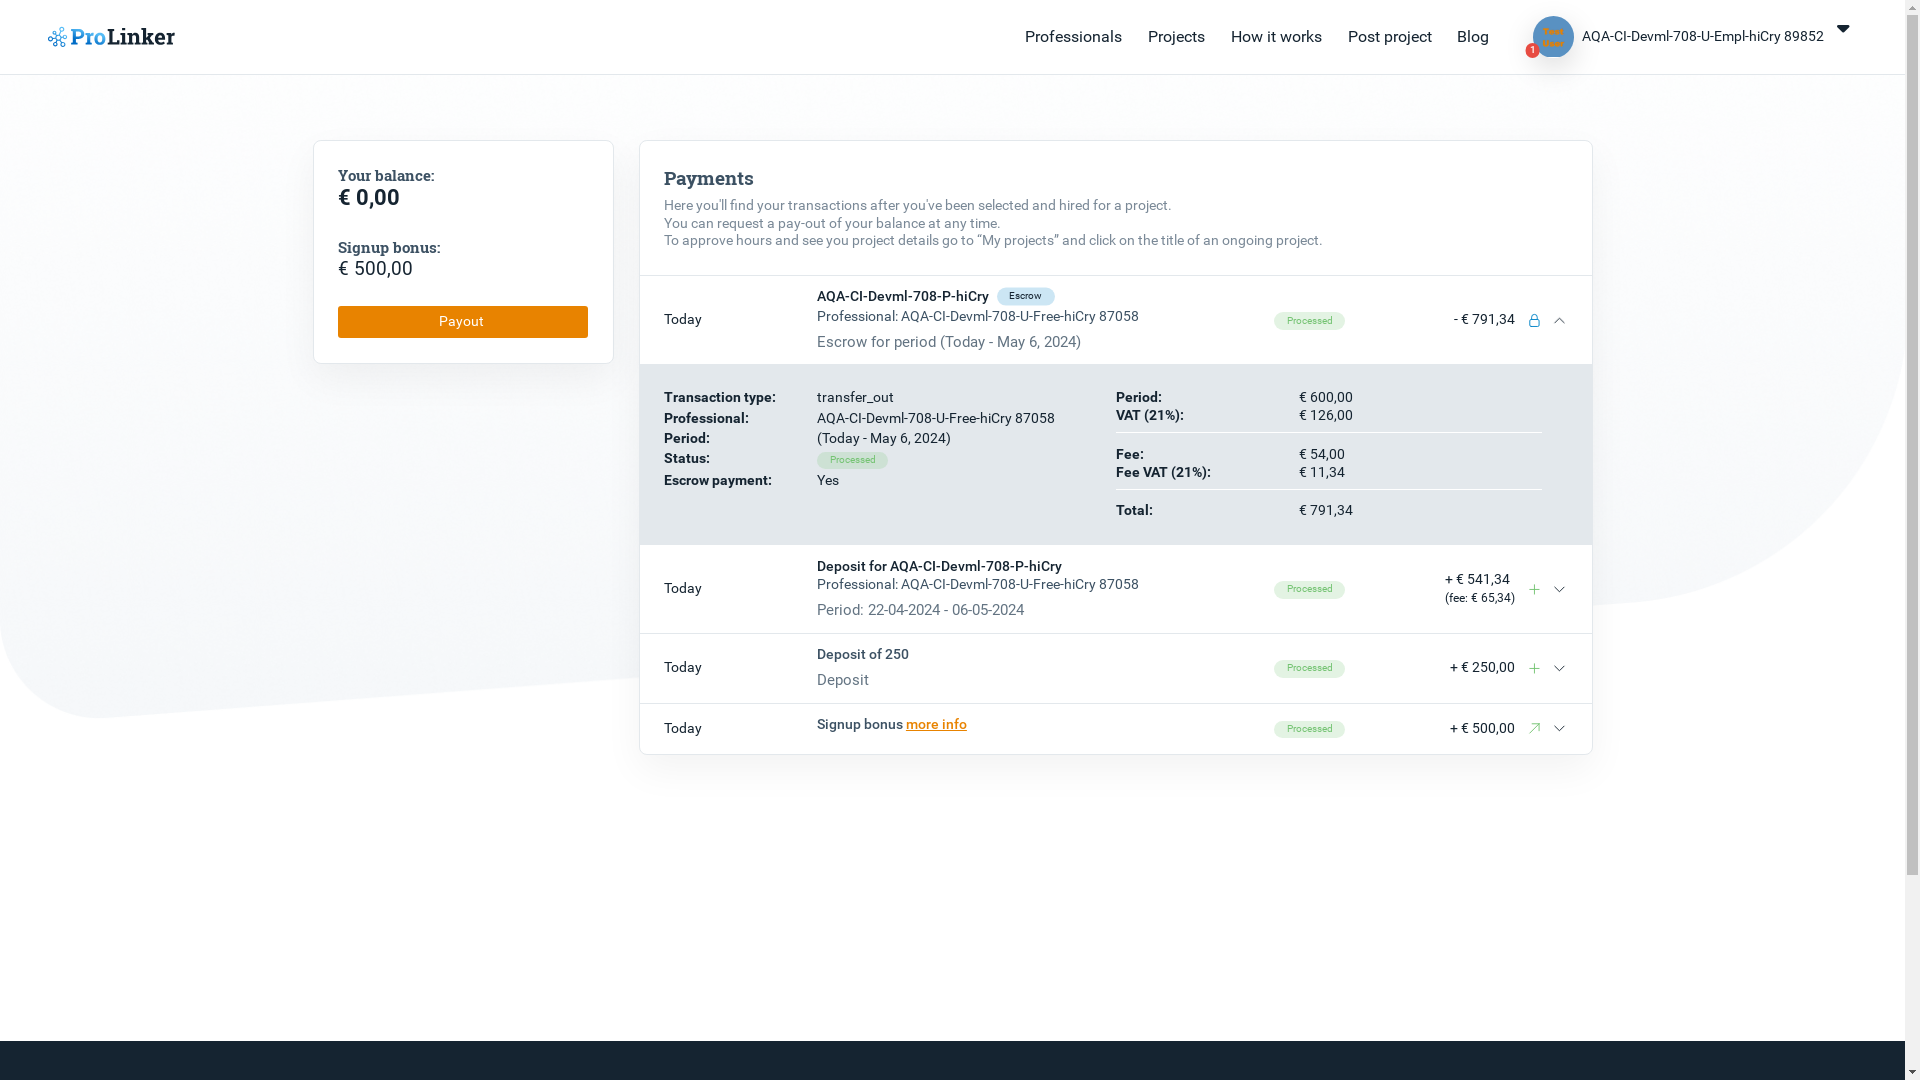 ProLinker
Professionals
Projects
How it works
Post project
Blog
Test
User
1
AQA-CI-Devml-708-U-Empl-hiCry 89852
Your balance:
€ 0,00
Signup bonus:
€ 500,00
Payout
Payments
Here you'll find your transactions after you've been selected and hired for a project.
You can request a pay-out of your balance at any time.
To approve hours and see you project details go to “My projects” and click on the title of an ongoing project.
Today
AQA-CI-Devml-708-P-hiCry Escrow
Professional: AQA-CI-Devml-708-U-Free-hiCry 87058
Escrow for period (Today - May 6, 2024)
Processed
- € 791,34
Transaction type: transfer_out
Professional: AQA-CI-Devml-708-U-Free-hiCry 87058
Period: (Today - May 6, 2024)
Status: Processed
Escrow payment: Yes
Period: € 600,00
VAT (21%): € 126,00
Fee: € 54,00
Fee VAT (21%): € 11,34
Total: € 791,34
Today
Deposit for AQA-CI-Devml-708-P-hiCry
Professional: AQA-CI-Devml-708-U-Free-hiCry 87058
Period: 22-04-2024 - 06-05-2024
Processed
+ € 541,34
(fee: € 65,34)
Today
Deposit of 250
Deposit
Processed
+ € 250,00
Today
Signup bonus more info
Processed
+ € 500,00